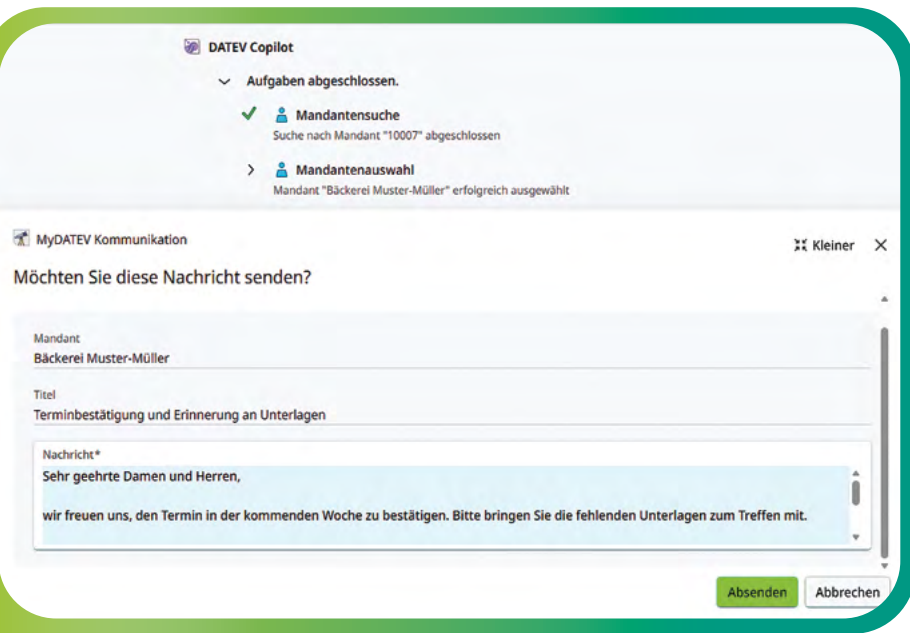 DATEV Copilot
Aufgaben abgeschlossen.
Mandantensuche
Suche nach Mandant "10007" abgeschlossen
Mandantenauswahl
Mandant "Bäckerei Muster-Müller" erfolgreich ausgewählt
MyDATEV Kommunikation
Kleiner
Möchten Sie diese Nachricht senden?
Mandant
Bäckerei Muster-Müller
Titel
Terminbestätigung und Erinnerung an Unterlagen
Nachricht*
Sehr geehrte Damen und Herren,
wir freuen uns, den Termin in der kommenden Woche zu bestätigen. Bitte bringen Sie die fehlenden Unterlagen zum Treffen mit.
Absenden Abbrechen